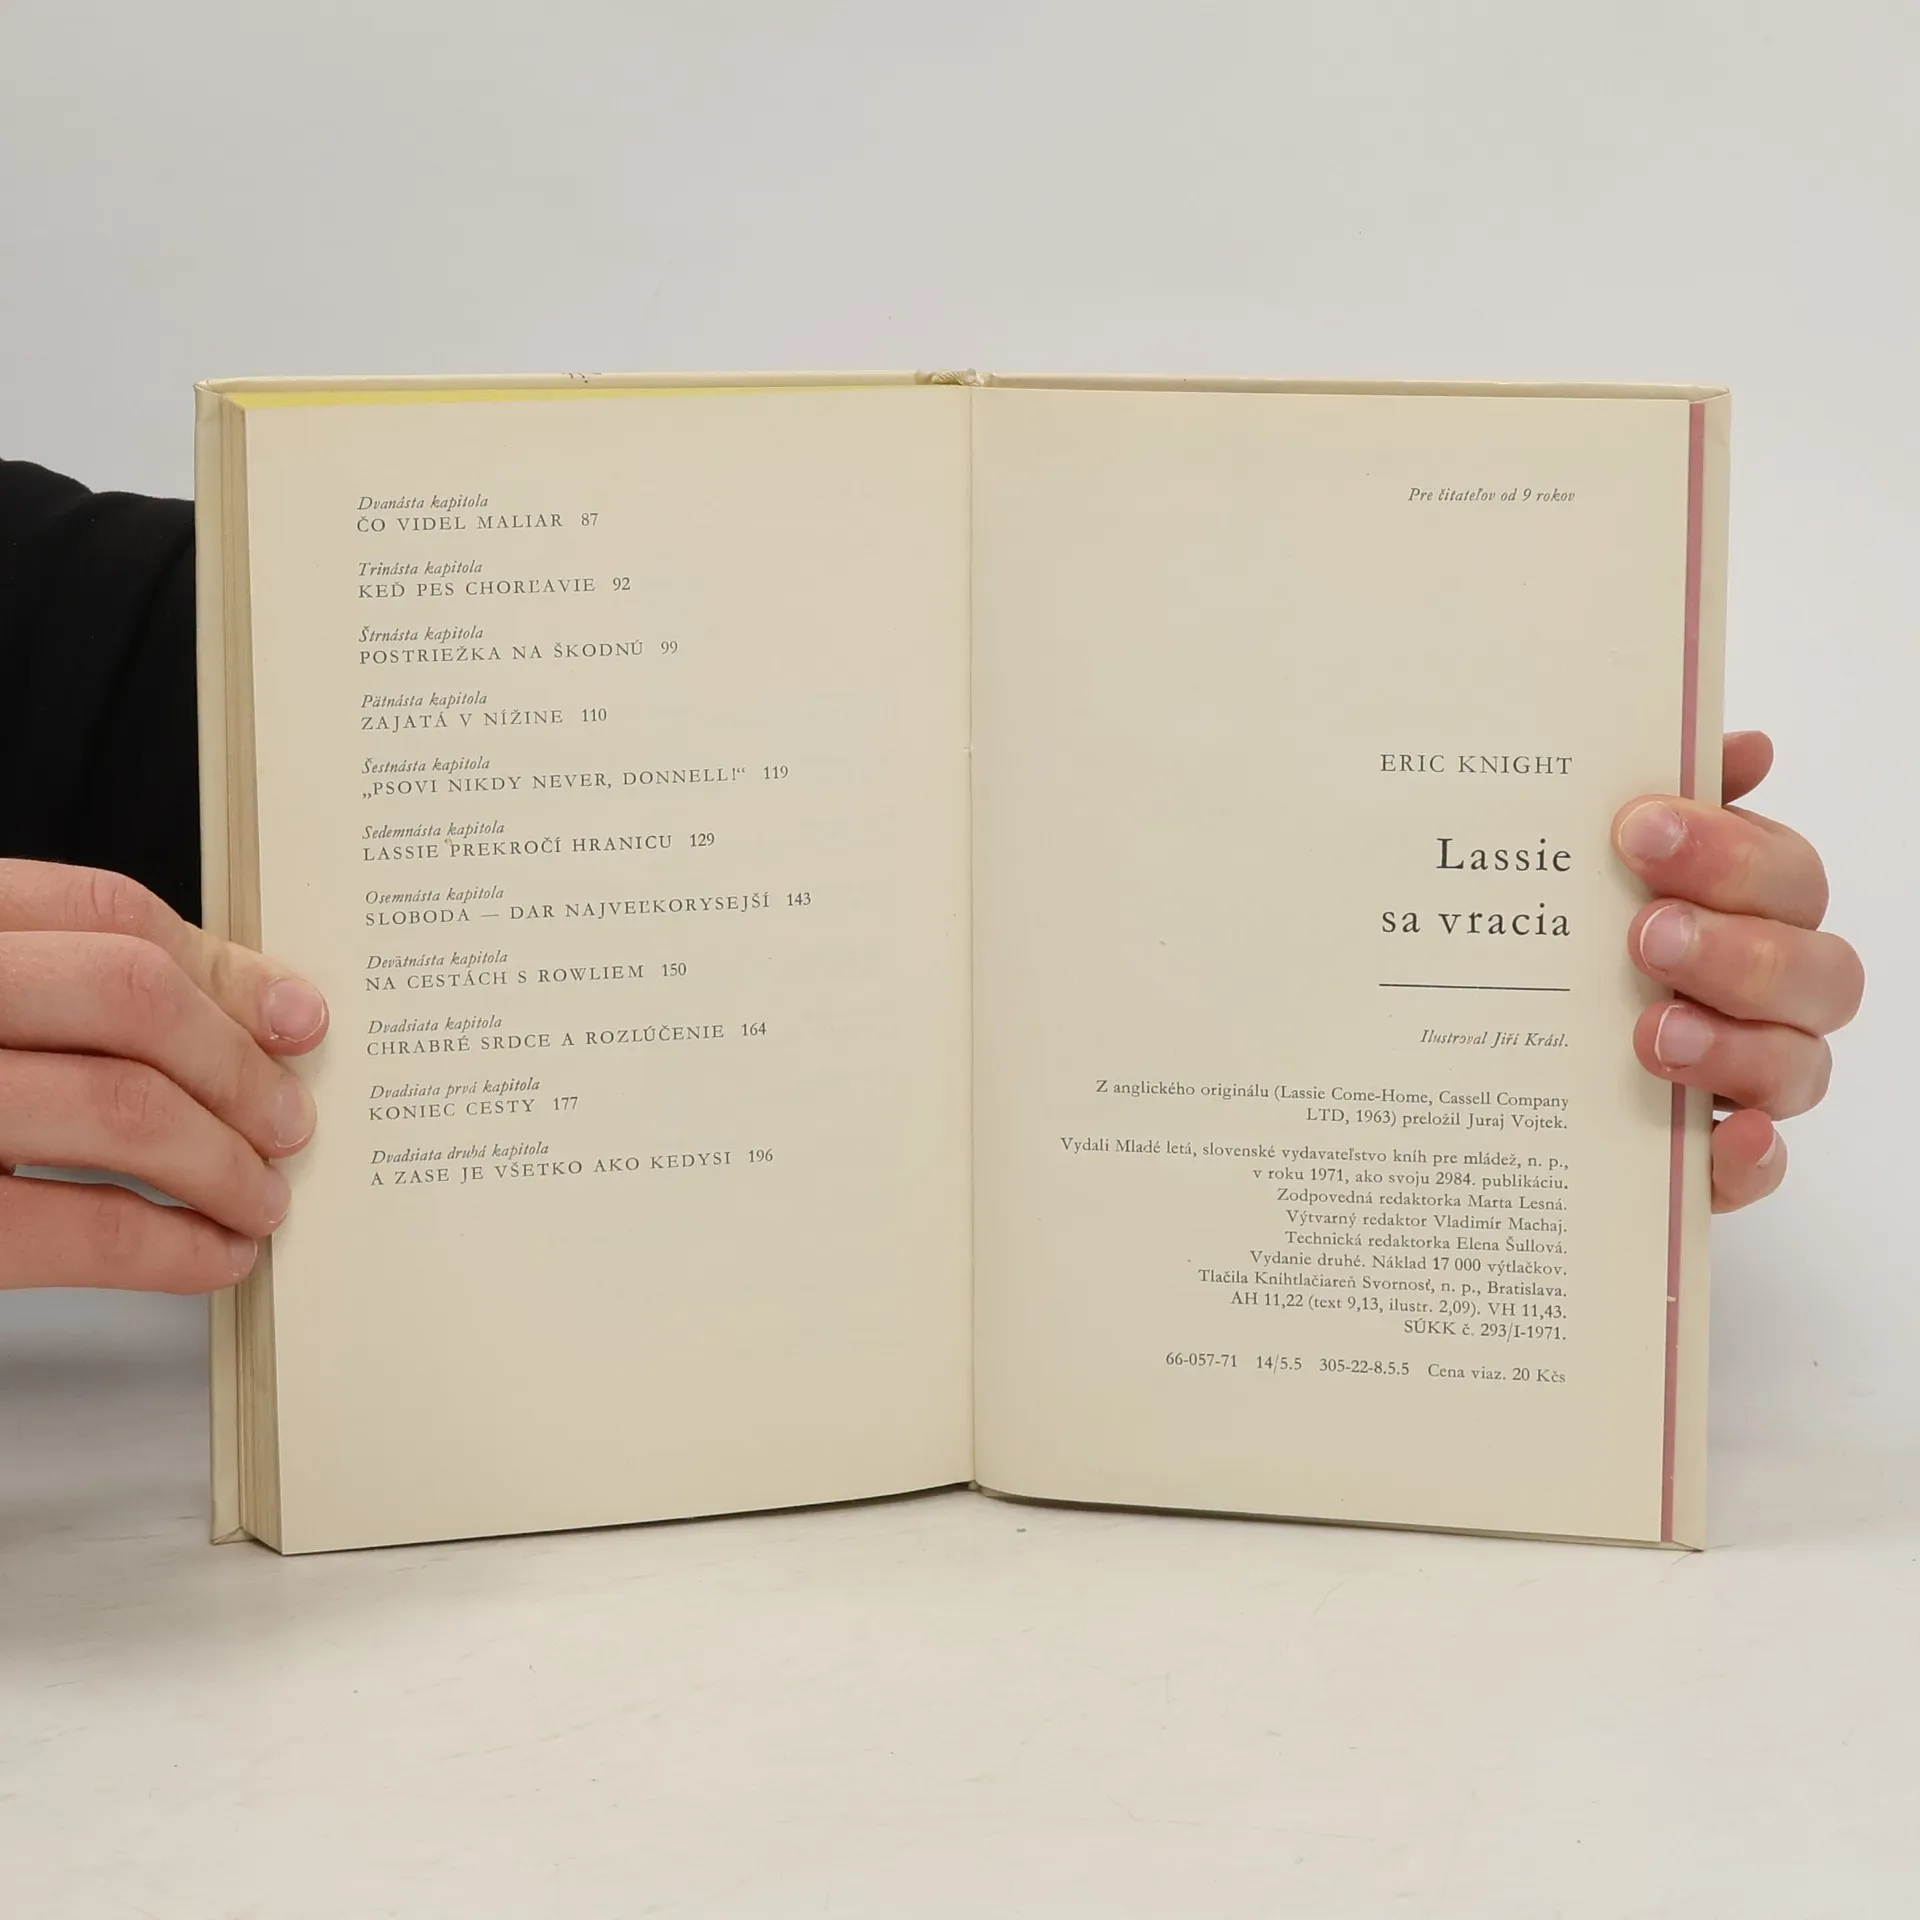 Dvanásta kapitola
ČO VIDEL MALIAR 87
Trinásta kapitola
KEĎ PES CHORĽAVIE 92
Štrnásta kapitola
POSTRIEŽKA NA ŠKODNÚ 99
Pätnásta kapitola
ZAJATÁ V NÍŽINE 110
Šestnásta kapitola
„PSOVI NIKDY NEVER, DONNELL!“ 119
Sedemnásta kapitola
LASSIE PREKROČÍ HRANICU 129
Osemnásta kapitola
SLOBODA — DAR NAJVEĽKORYSEJŠÍ 143
Devätnásta kapitola
NA CESTÁCH S ROWLIEM 150
Dvadsiata kapitola
CHRABRÉ SRDCE A ROZLÚČENIE 164
Dvadsiata prvá kapitola
KONIEC CESTY 177
Dvadsiata druhá kapitola
A ZASE JE VŠETKO AKO KEDYSI 196
Pre čitateľov od 9 rokov
ERIC KNIGHT
Lassie
sa vracia
Ilustroval Jiří Krásl.
Z anglického originálu (Lassie Come-Home, Cassell Company
LTD, 1963) preložil Juraj Vojtek.
Vydali Mladé letá, slovenské vydavateľstvo kníh pre mládež, n. p.,
v roku 1971, ako svoju 2984. publikáciu.
Zodpovedná redaktorka Marta Lesná.
Výtvarný redaktor Vladimír Machaj.
Technická redaktorka Elena Šullová.
Vydanie druhé. Náklad 17 000 výtlačkov.
Tlačila Kníhtlačiareň Svornosť, n. p., Bratislava.
AH 11,22 (text 9,13, ilustr. 2,09). VH 11,43.
SÚKK č. 293/I-1971.
66-057-71 14/5.5 305-22-8.5.5 Cena viaz. 20 Kčs